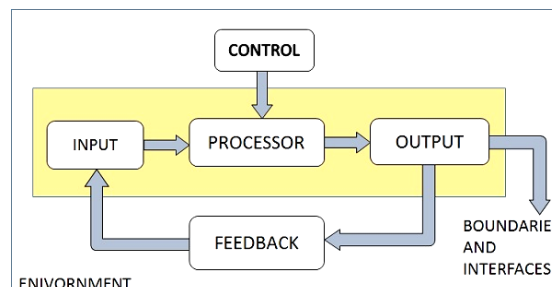 CONTROL
INPUT
PROCESSOR
OUTPUT
FEEDBACK
BOUNDARIE
AND
INTERFACES
ENIVORNMENT